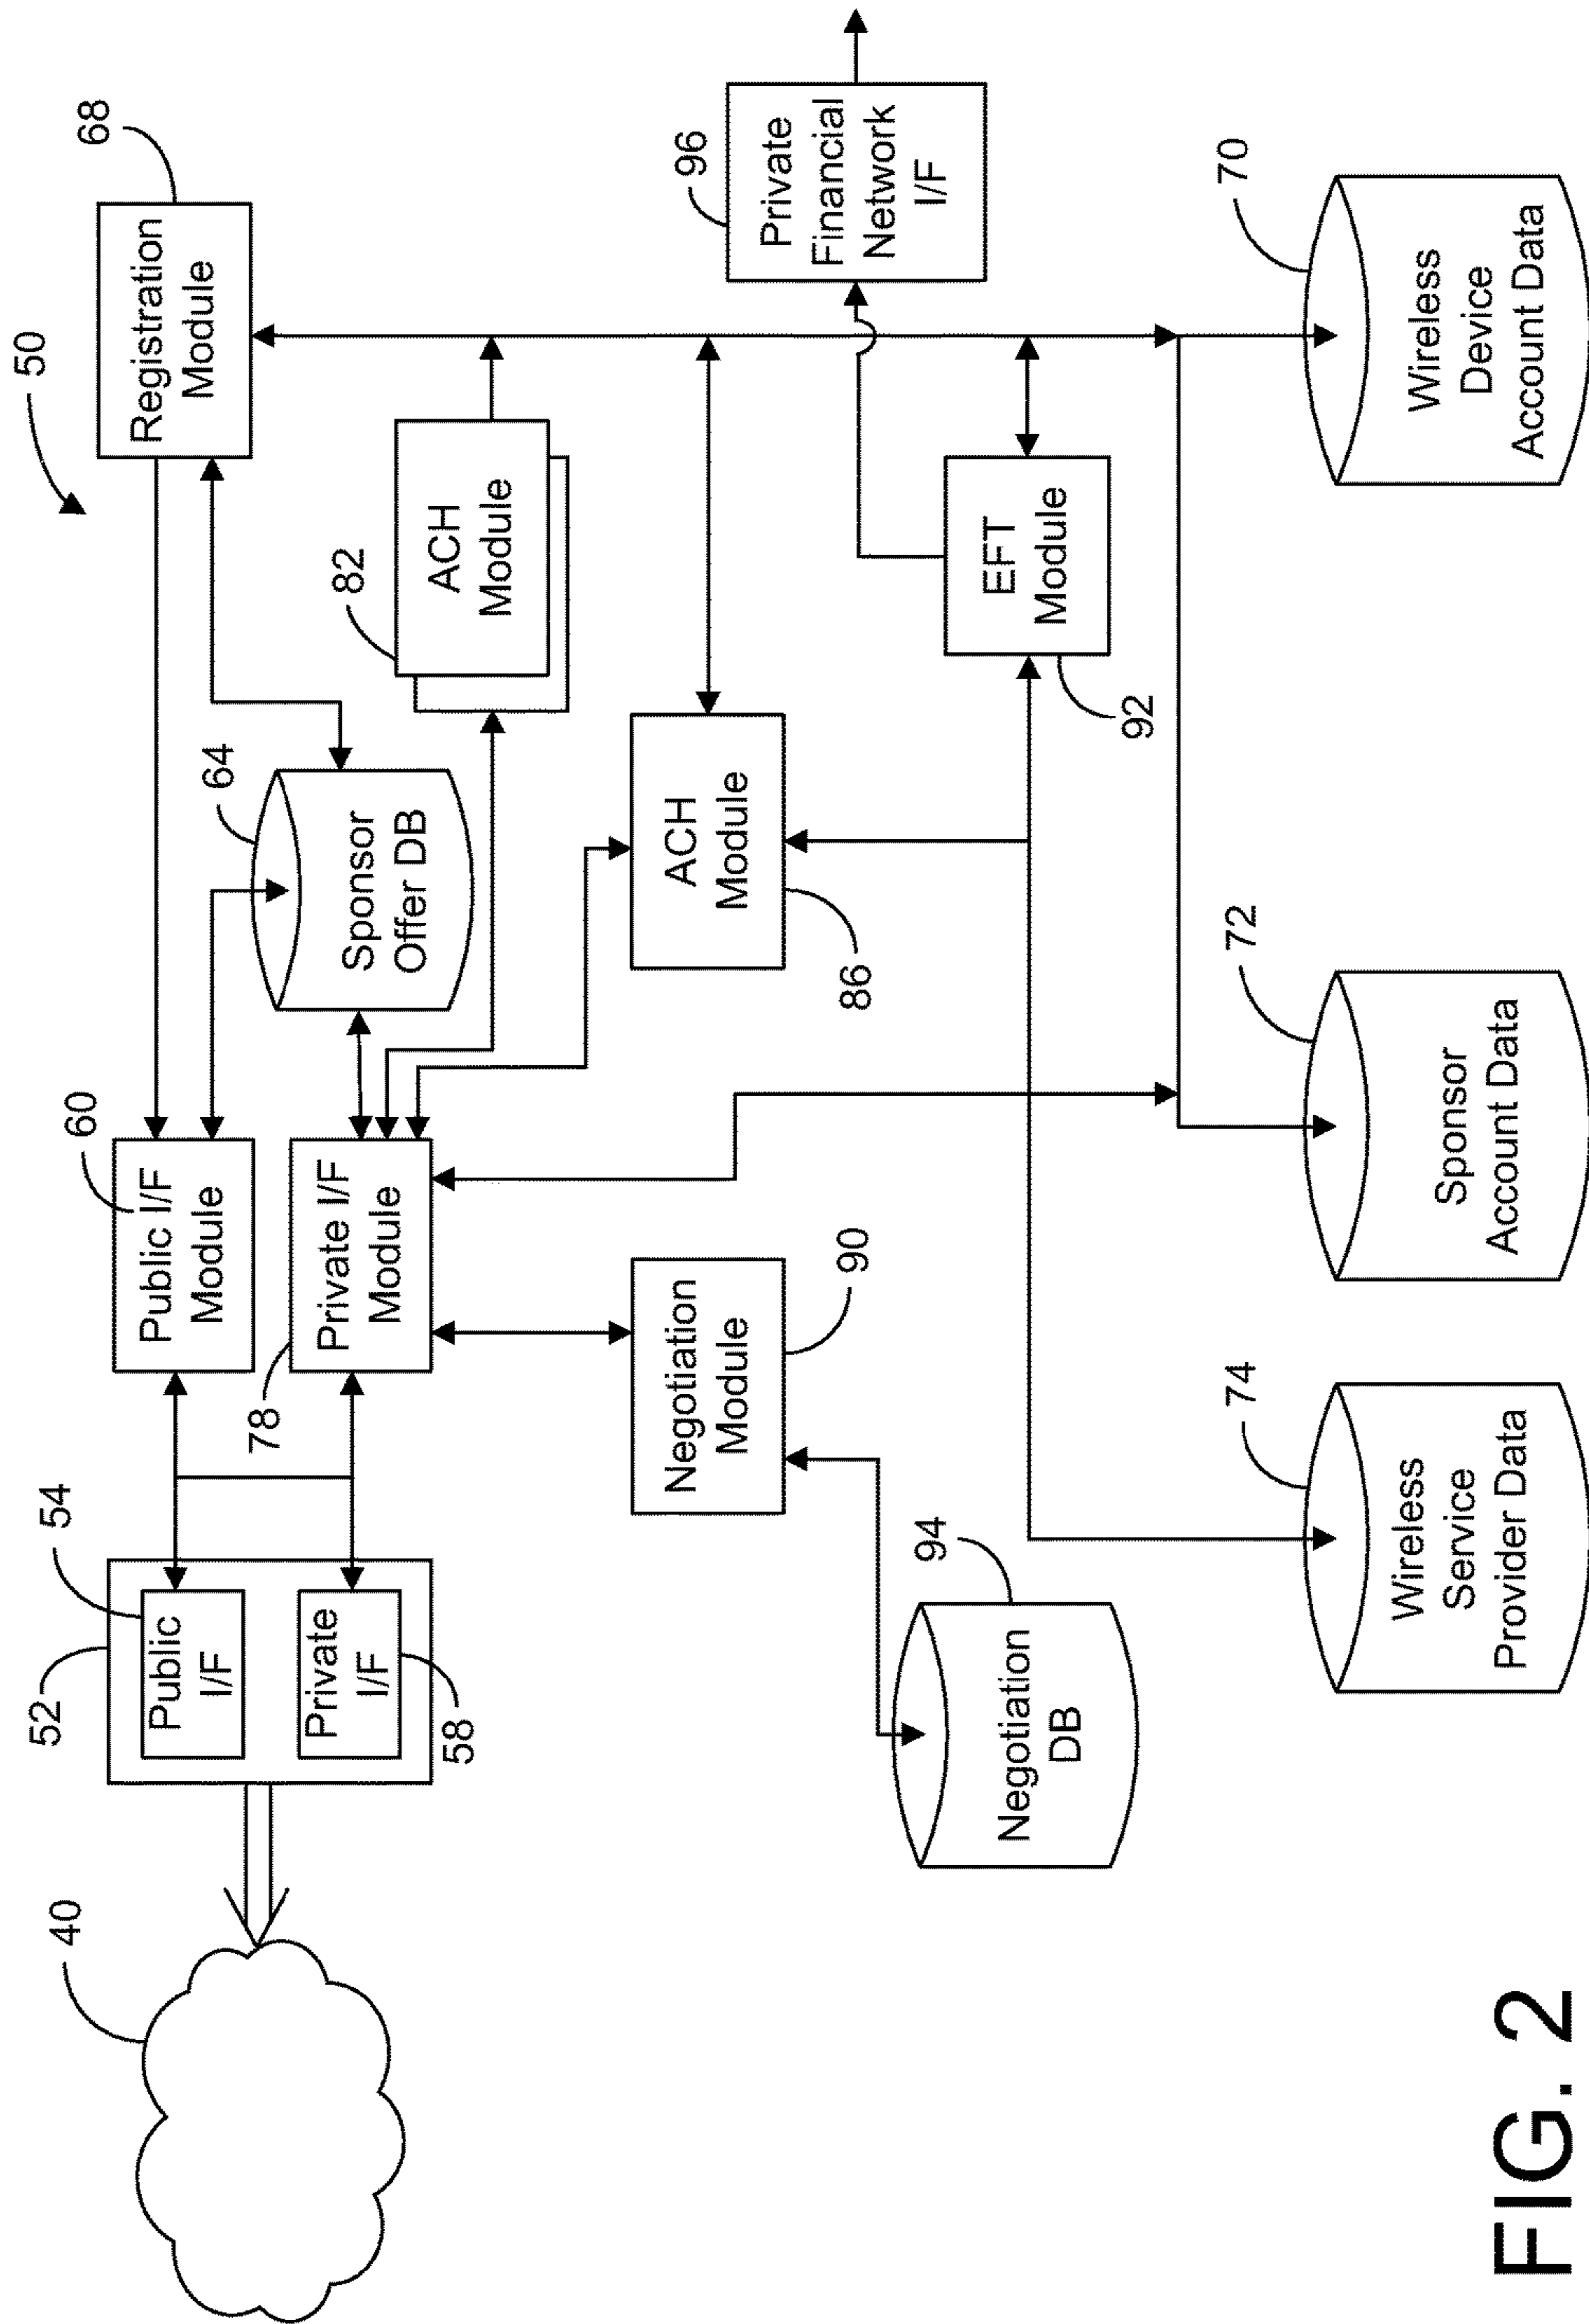 50
68
Registration
Module
60
Public I/F
Module
52
54
Public
I/F
Private
I/F
58
40
78
Private I/F
Module
64
Sponsor
Offer DB
82
ACH
Module
96
Private
Financial
Network
I/F
ACH
Module
86
Negotiation
Module
90
EFT
Module
92
94
Negotiation
DB
74
Wireless
Service
Provider Data
72
Sponsor
Account Data
70
Wireless
Device
Account Data
FIG. 2